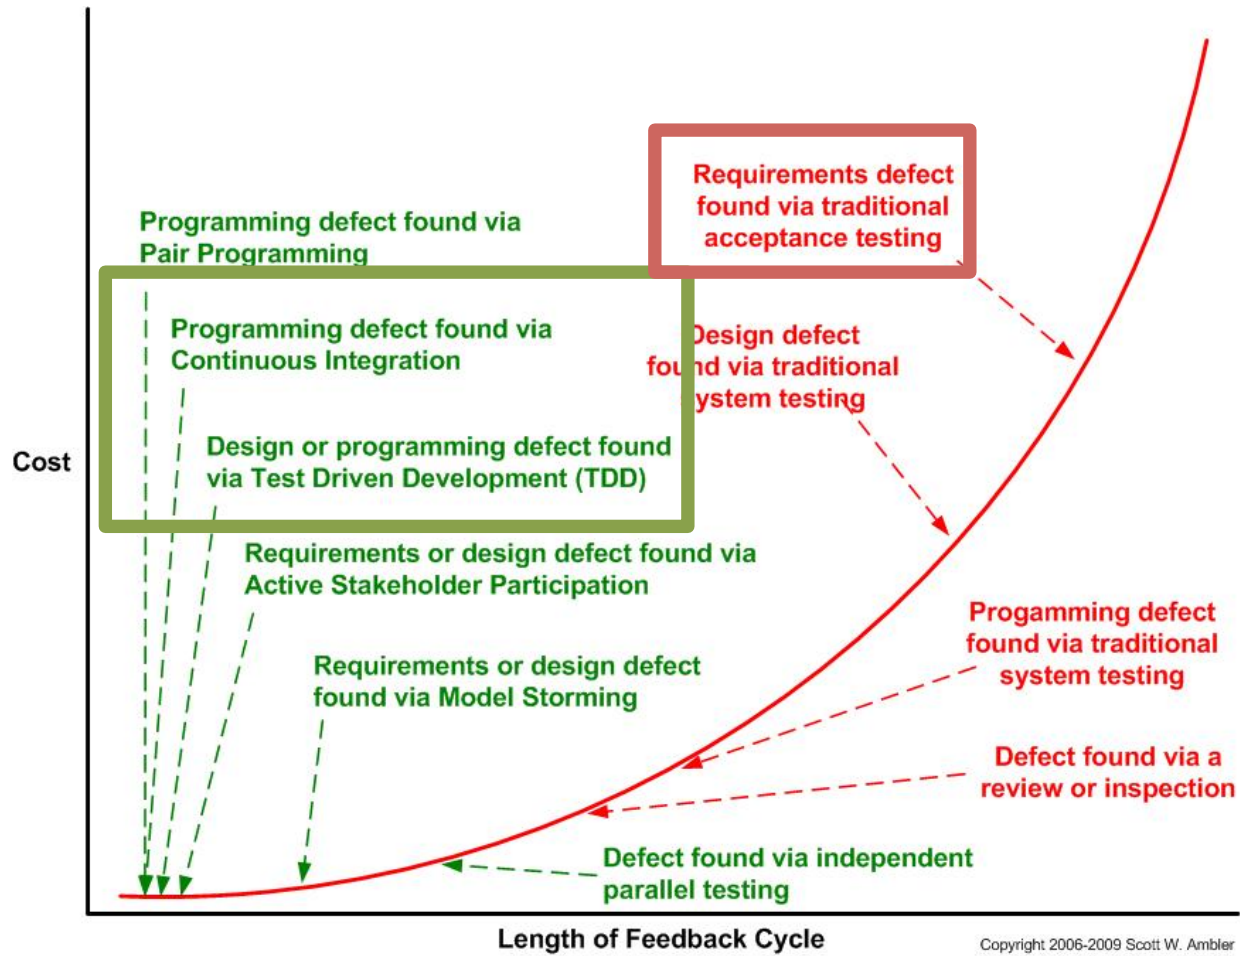 Programming defect found via
Pair Programming
Requirements defect
found via traditional
acceptance testing
Programming defect found via
Continuous Integration
Design defect
found via traditional
system testing
Design or programming defect found
via Test Driven Development (TDD)
Cost
Requirements or design defect found via
Active Stakeholder Participation
Progamming defect
found via traditional
system testing
Requirements or design defect
found via Model Storming
Defect found via a
review or inspection
Defect found via independent
parallel testing
Length of Feedback Cycle
Copyright 2006-2009 Scott W. Ambler